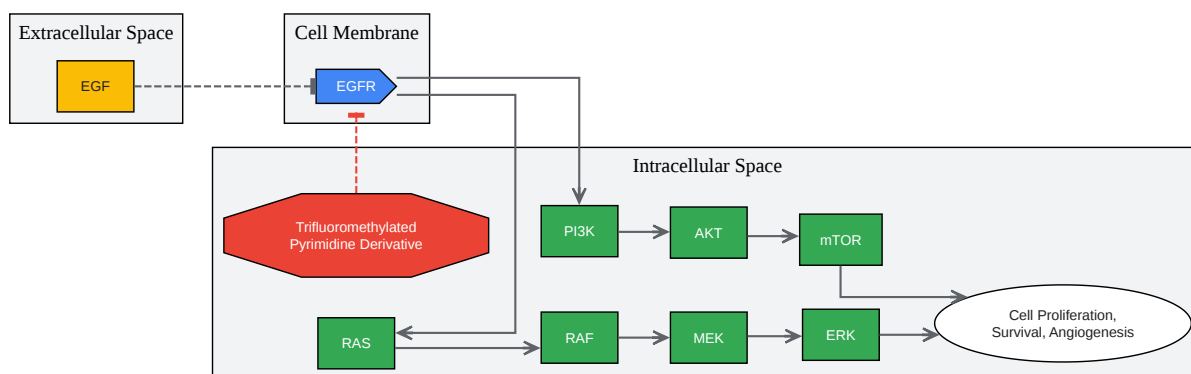 Extracellular Space
Cell Membrane
EGF
EGFR
Intracellular Space
Trifluoromethylated
Pyrimidine Derivative
PI3K
AKT
mTOR
Cell Proliferation,
Survival, Angiogenesis
RAS
RAF
MEK
ERK